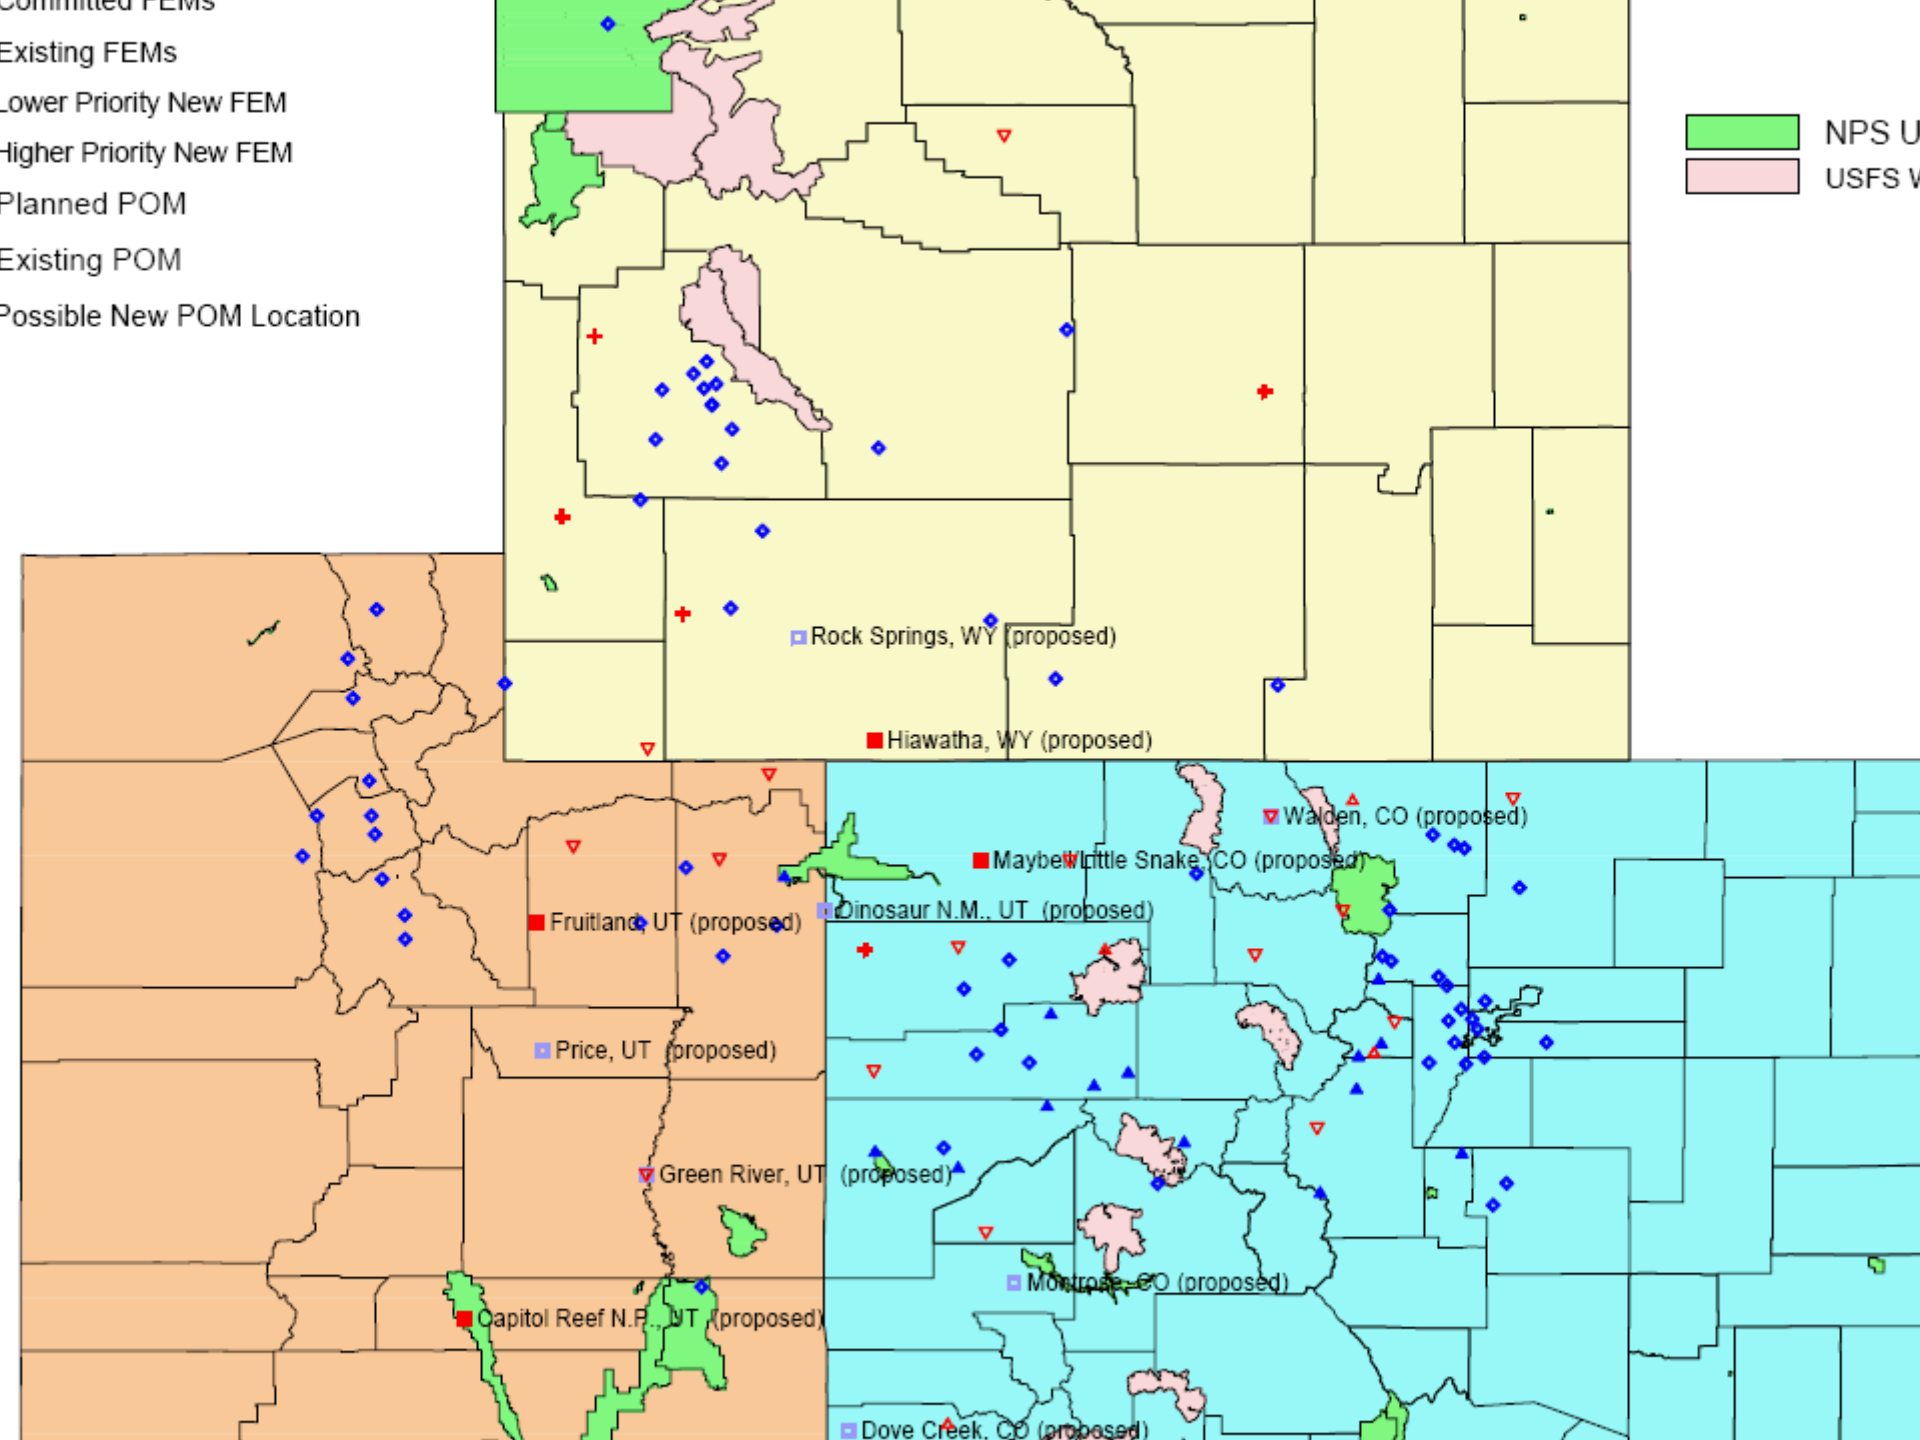 Committed FEMs
Existing FEMs
Lower Priority New FEM
Higher Priority New FEM
Planned POM
Existing POM
Possible New POM Location
NPS U
USFS W
Rock Springs, WY (proposed)
Hiawatha, WY (proposed)
Walden, CO (proposed)
Maybell/Little Snake, CO (proposed)
Dinosaur N.M., UT (proposed)
Fruitland, UT (proposed)
Price, UT (proposed)
Green River, UT (proposed)
Montrose, CO (proposed)
Capitol Reef N.P., UT (proposed)
Dove Creek, CO (proposed)